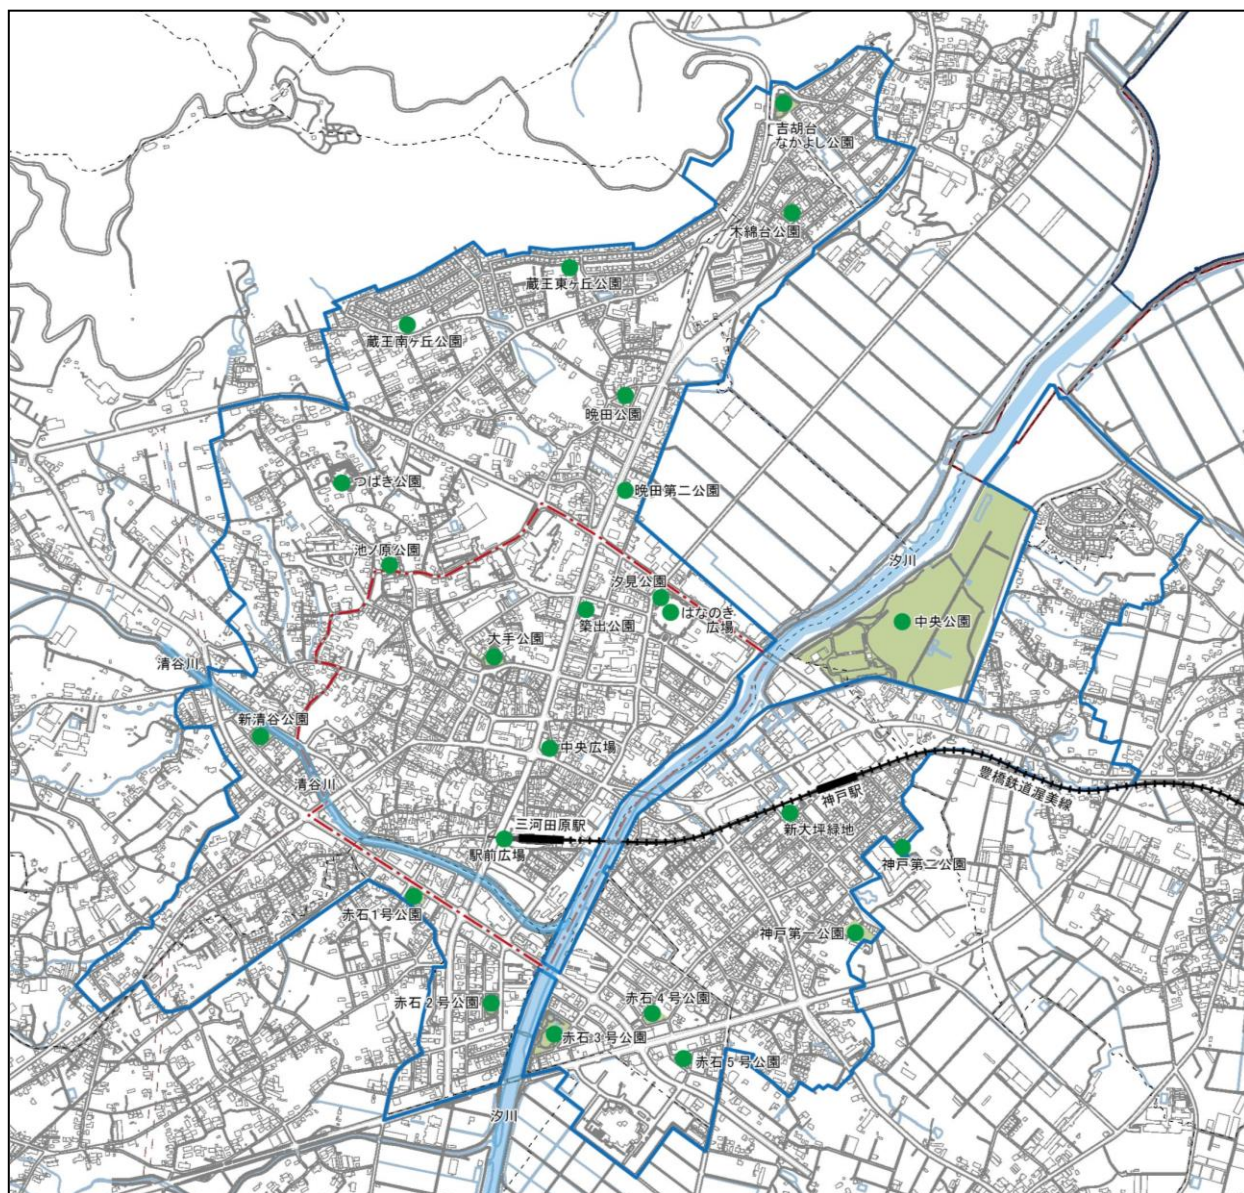 吉胡台
なかよし公園
木綿台公園
蔵王東ヶ丘公園
蔵王南ヶ丘公園
晩田公園
つばき公園
晩田第二公園
池ノ原公園
汐川
汐見公園
はなのき
広場
築出公園
中央公園
大手公園
清谷川
新清谷公園
中央広場
清谷川
豊橋鉄道渥美線
神戸駅
新大坪緑地
三河田原駅
駅前広場
神戸第二公園
赤石1号公園
神戸第一公園
赤石2号公園
赤石4号公園
赤石3号公園
赤石5号公園
汐川